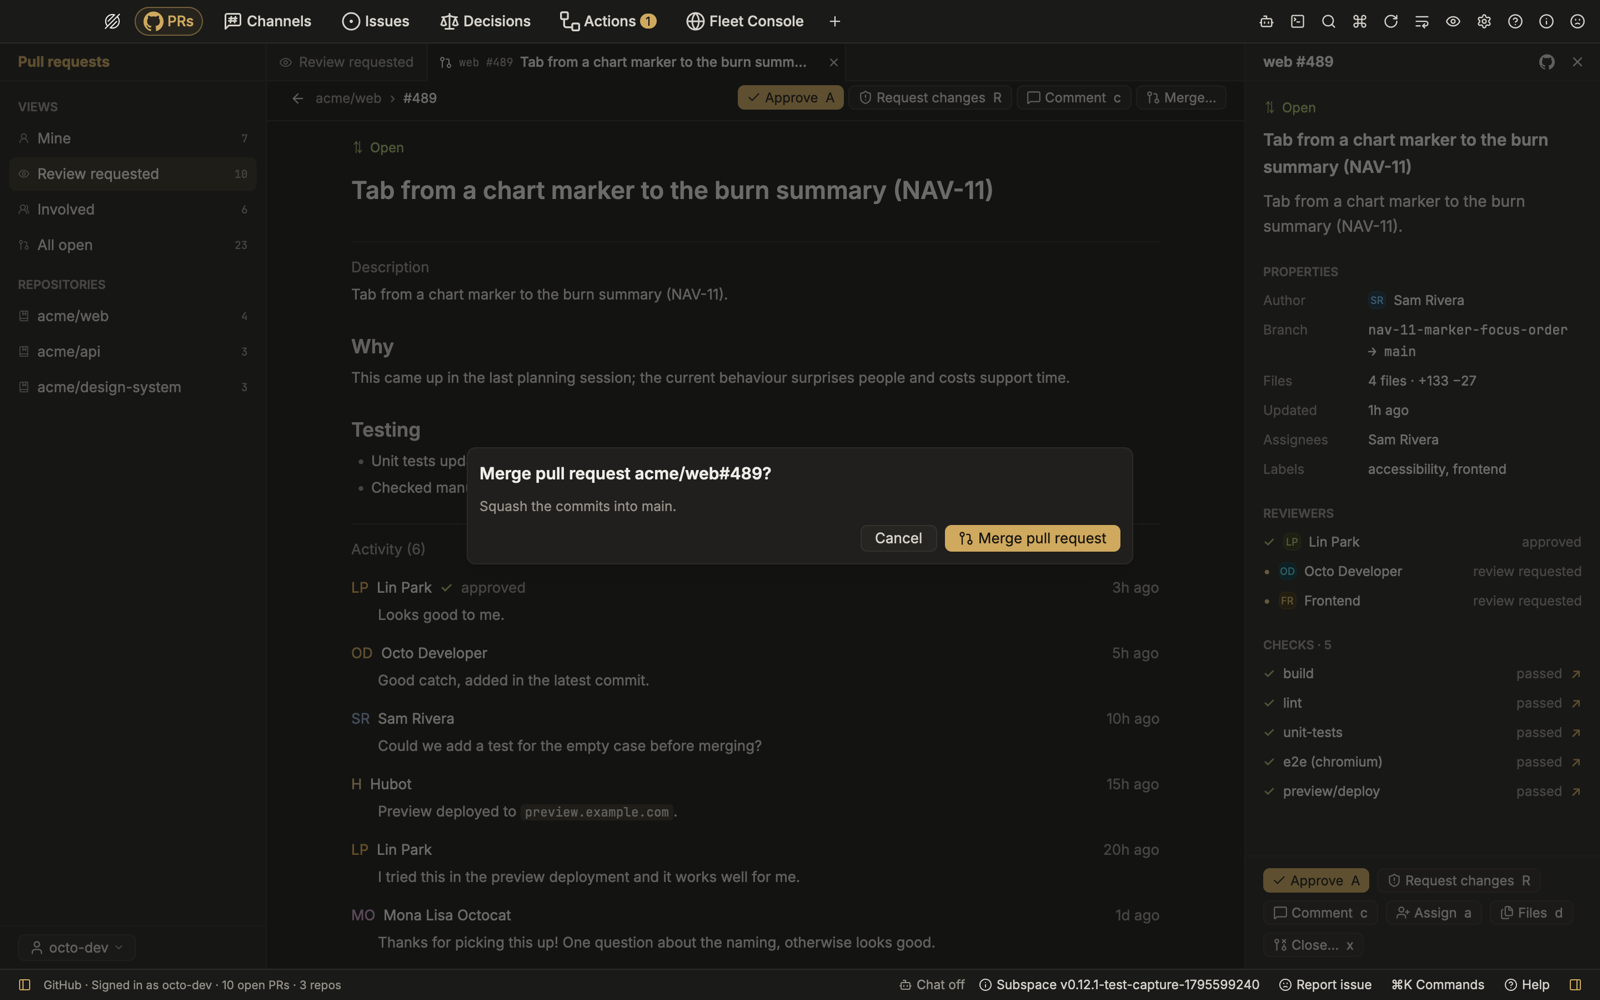 PRs
Channels
Issues
Decisions
Actions 1
Fleet Console
Pull requests
Review requested
web #489 Tab from a chart marker to the burn summ...
web #489
acme/web › #489
Approve A
Request changes R
Comment c
Merge...
VIEWS
Mine 7
Review requested 10
Involved 6
All open 23
REPOSITORIES
acme/web 4
acme/api 3
acme/design-system 3
octo-dev
Open
Tab from a chart marker to the burn summary (NAV-11)
Description
Tab from a chart marker to the burn summary (NAV-11).
Why
This came up in the last planning session; the current behaviour surprises people and costs support time.
Testing
• Unit tests upd
• Checked man
Merge pull request acme/web#489?
Squash the commits into main.
Cancel
Merge pull request
Activity (6)
LP Lin Park approved 3h ago
Looks good to me.
OD Octo Developer 5h ago
Good catch, added in the latest commit.
SR Sam Rivera 10h ago
Could we add a test for the empty case before merging?
H Hubot 15h ago
Preview deployed to preview.example.com.
LP Lin Park 20h ago
I tried this in the preview deployment and it works well for me.
MO Mona Lisa Octocat 1d ago
Thanks for picking this up! One question about the naming, otherwise looks good.
Open
Tab from a chart marker to the burn
summary (NAV-11)
Tab from a chart marker to the burn
summary (NAV-11).
PROPERTIES
Author SR Sam Rivera
Branch nav-11-marker-focus-order
→ main
Files 4 files · +133 −27
Updated 1h ago
Assignees Sam Rivera
Labels accessibility, frontend
REVIEWERS
LP Lin Park approved
OD Octo Developer review requested
FR Frontend review requested
CHECKS · 5
build passed
lint passed
unit-tests passed
e2e (chromium) passed
preview/deploy passed
Approve A
Request changes R
Comment c
Assign a
Files d
Close... x
GitHub · Signed in as octo-dev · 10 open PRs · 3 repos
Chat off
Subspace v0.12.1-test-capture-1795599240
Report issue
⌘K Commands
Help